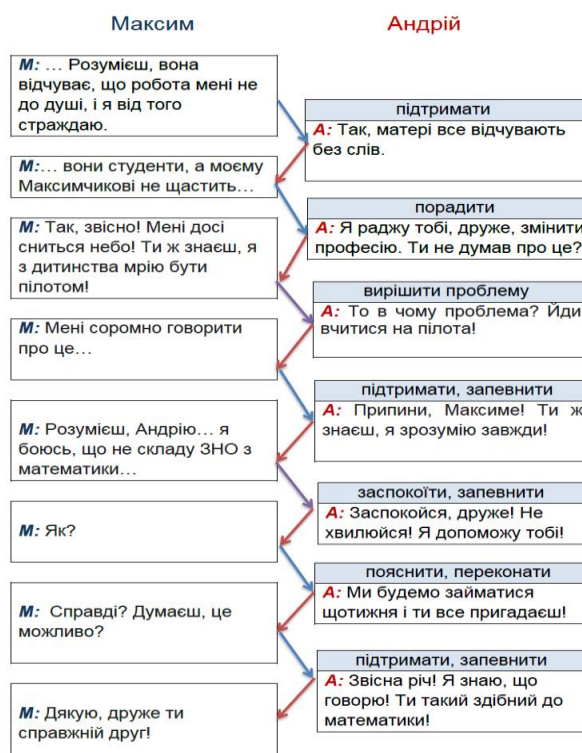 Максим
Андрій
М: … Розумієш, вона
відчуває, що робота мені не
до душі, і я від того
страждаю.
підтримати
А: Так, матері все відчувають
без слів.
М:… вони студенти, а моєму
Максимчикові не щастить…
порадити
А: Я раджу тобі, друже, змінити
професію. Ти не думав про це?
М: Так, звісно! Мені досі
сниться небо! Ти ж знаєш, я
з дитинства мрію бути
пілотом!
вирішити проблему
А: То в чому проблема? Йди
вчитися на пілота!
М: Мені соромно говорити
про це…
підтримати, запевнити
А: Припини, Максиме! Ти ж
знаєш, я зрозумію завжди!
М: Розумієш, Андрію… я
боюсь, що не складу ЗНО з
математики…
заспокоїти, запевнити
А: Заспокойся, друже! Не
хвилюйся! Я допоможу тобі!
М: Як?
пояснити, переконати
А: Ми будемо займатися
щотижня і ти все пригадаєш!
М: Справді? Думаєш, це
можливо?
підтримати, запевнити
А: Звісна річ! Я знаю, що
говорю! Ти такий здібний до
математики!
М: Дякую, друже ти
справжній друг!